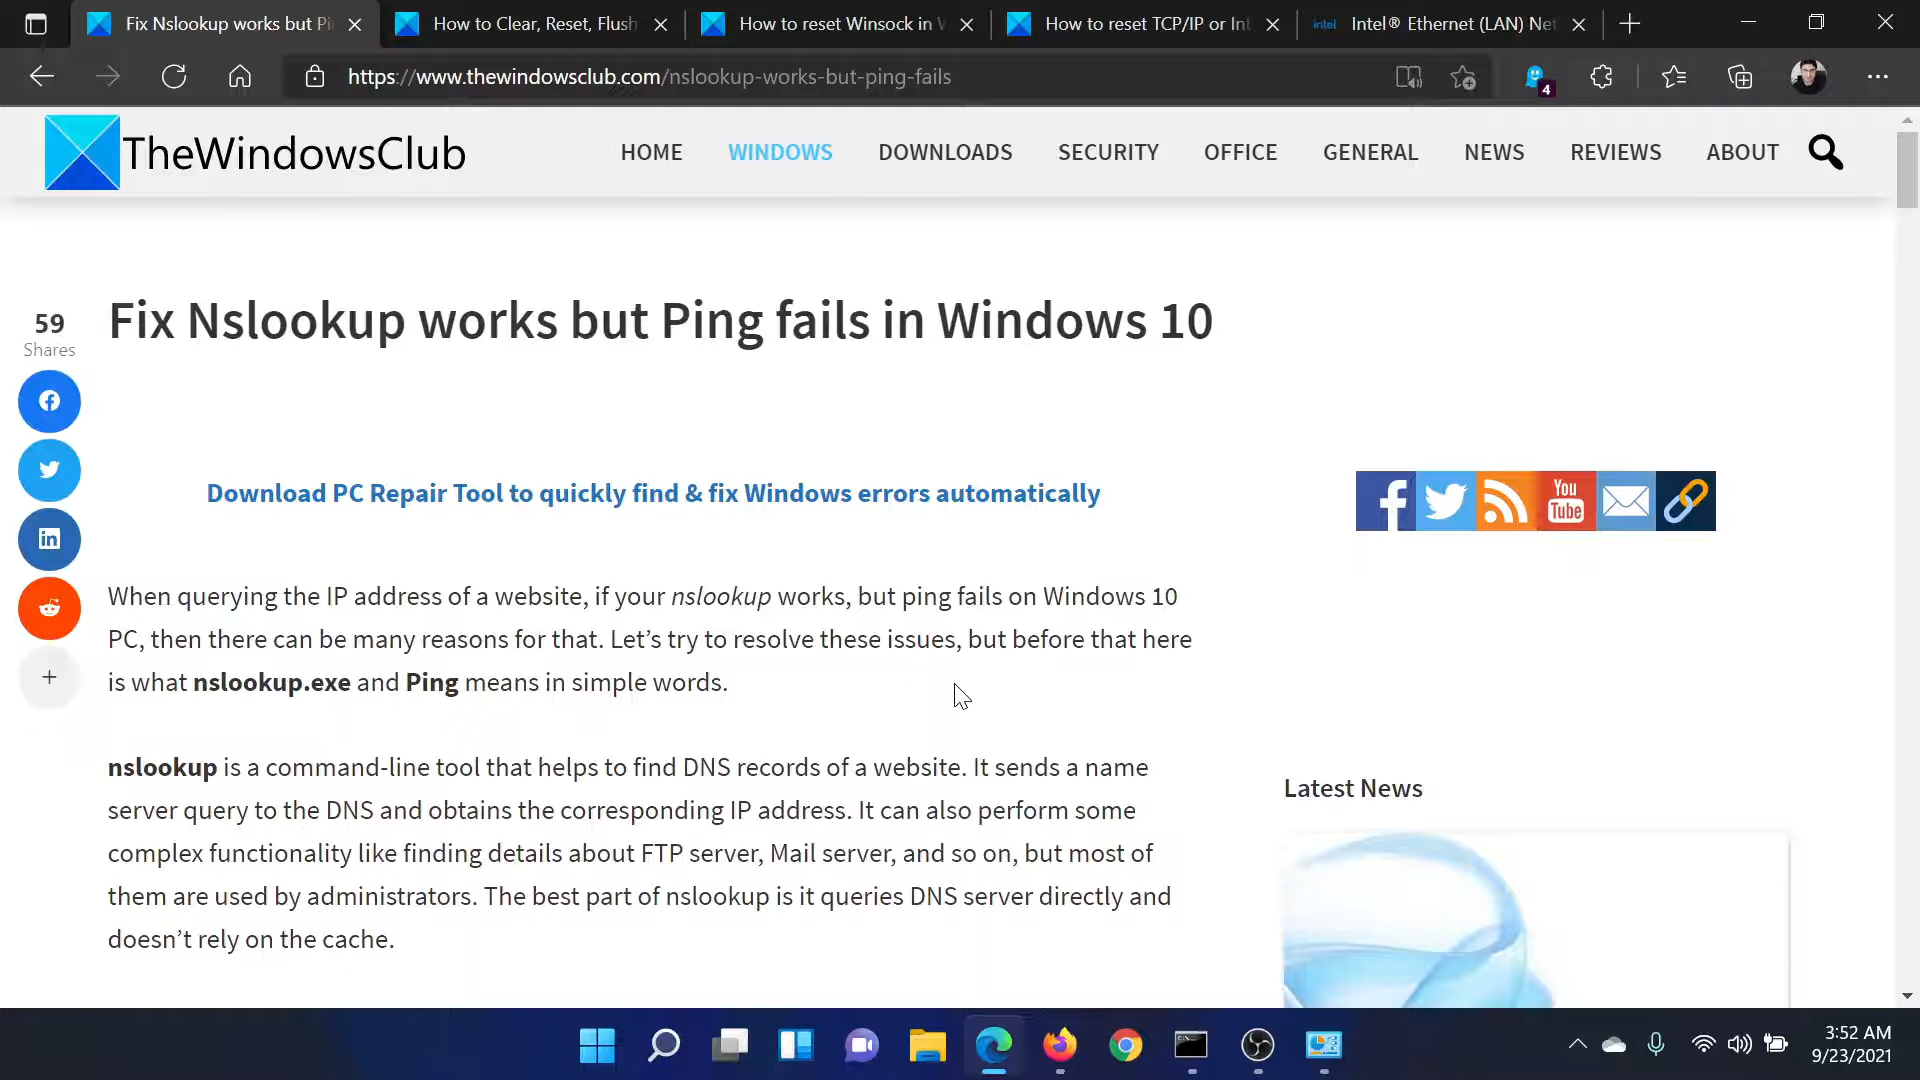 Fix Nslookup works but Pi
How to Clear, Reset, Flush
How to reset Winsock in
How to reset TCP/IP or Int
intel
Intel® Ethernet (LAN) Ne
https://www.thewindowsclub.com/nslookup-works-but-ping-fails
4
TheWindowsClub
HOME
WINDOWS
DOWNLOADS
SECURITY
OFFICE
GENERAL
NEWS
REVIEWS
ABOUT
59
Shares
Fix Nslookup works but Ping fails in Windows 10
Download PC Repair Tool to quickly find & fix Windows errors automatically
You
Tube
When querying the IP address of a website, if your nslookup works, but ping fails on Windows 10
PC, then there can be many reasons for that. Let’s try to resolve these issues, but before that here
is what nslookup.exe and Ping means in simple words.
nslookup is a command-line tool that helps to find DNS records of a website. It sends a name
server query to the DNS and obtains the corresponding IP address. It can also perform some
complex functionality like finding details about FTP server, Mail server, and so on, but most of
them are used by administrators. The best part of nslookup is it queries DNS server directly and
doesn’t rely on the cache.
Latest News
3:52 AM
9/23/2021